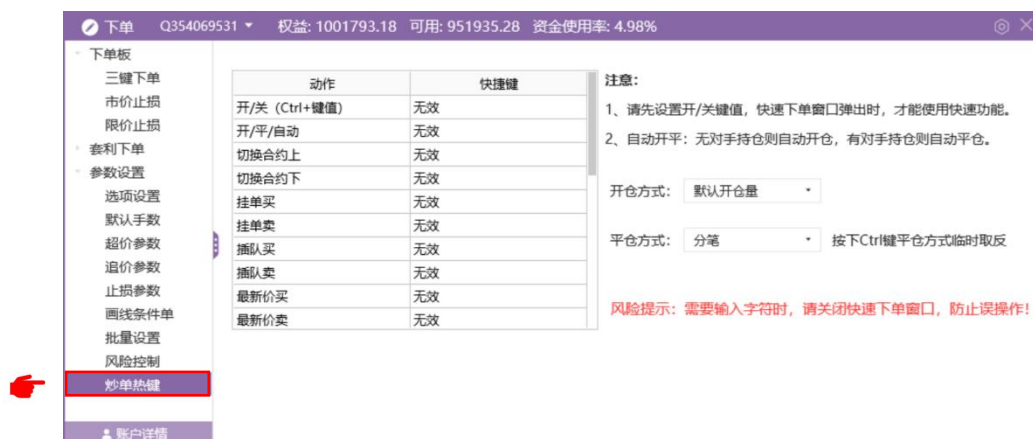 下单 Q354069531 权益: 1001793.18 可用: 951935.28 资金使用率: 4.98%
下单板
三键下单
市价止损
限价止损
套利下单
参数设置
选项设置
默认手数
超价参数
追价参数
止损参数
画线条件单
批量设置
风险控制
炒单热键
账户详情
动作 快捷键
开/关（Ctrl+键值） 无效
开/平/自动 无效
切换合约上 无效
切换合约下 无效
挂单买 无效
挂单卖 无效
插队买 无效
插队卖 无效
最新价买 无效
最新价卖 无效
注意：
1、请先设置开/关键值，快速下单窗口弹出时，才能使用快速功能。
2、自动开平：无对手持仓则自动开仓，有对手持仓则自动平仓。
开仓方式： 默认开仓量
平仓方式： 分笔 按下Ctrl键平仓方式临时取反
风险提示：需要输入字符时，请关闭快速下单窗口，防止误操作！